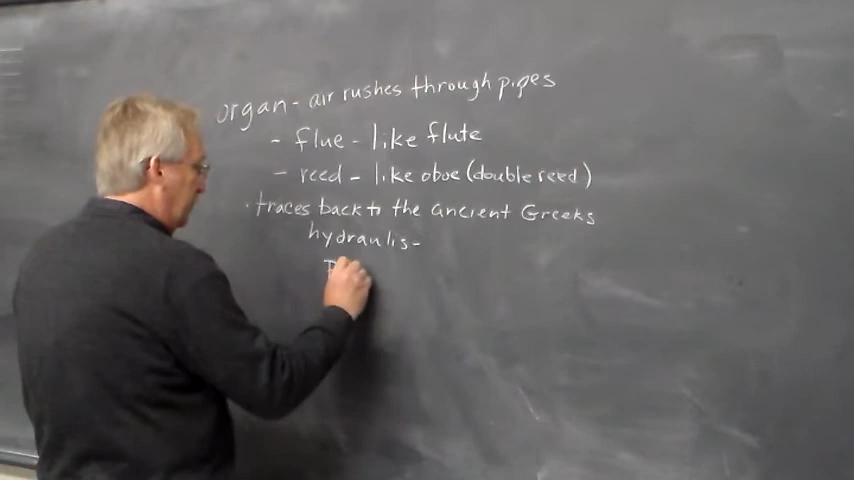 organ - air rushes through pipes
- flue - like flute
- reed - like oboe (double reed)
· traces back to the ancient Greeks
hydraulis -